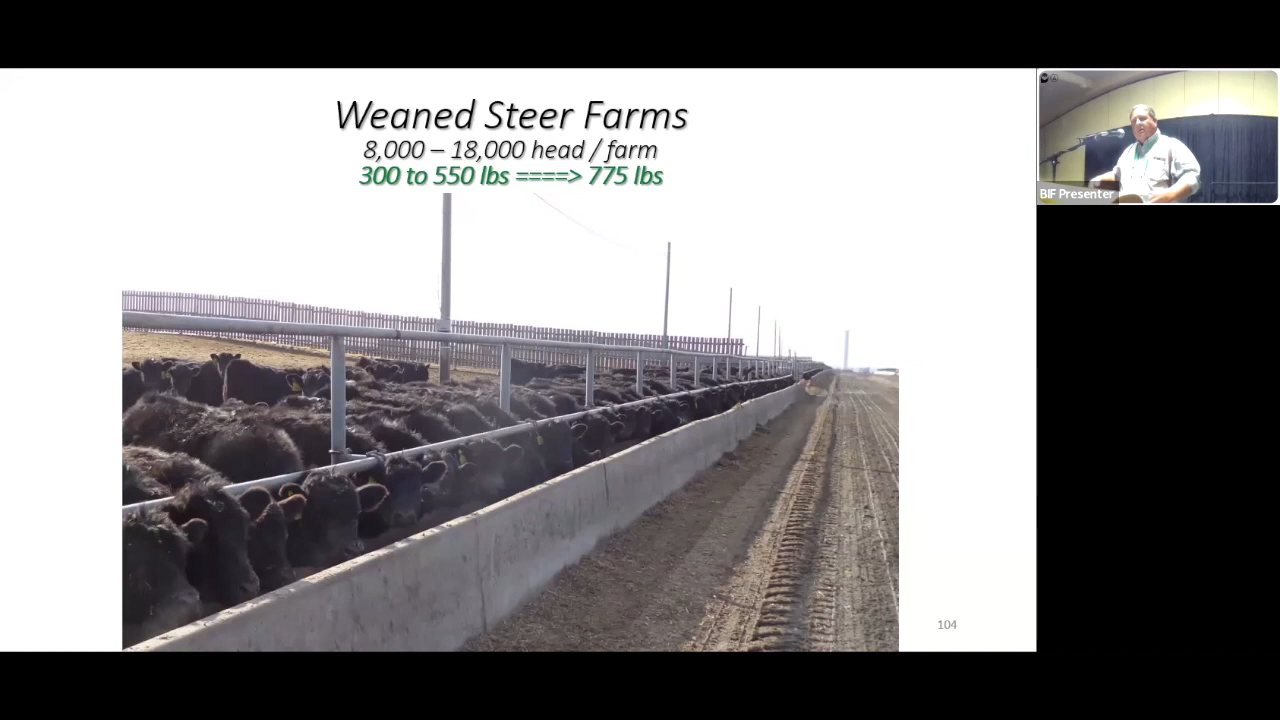 Weaned Steer Farms
8,000 – 18,000 head / farm
300 to 550 lbs ====> 775 lbs
BIF Presenter
104